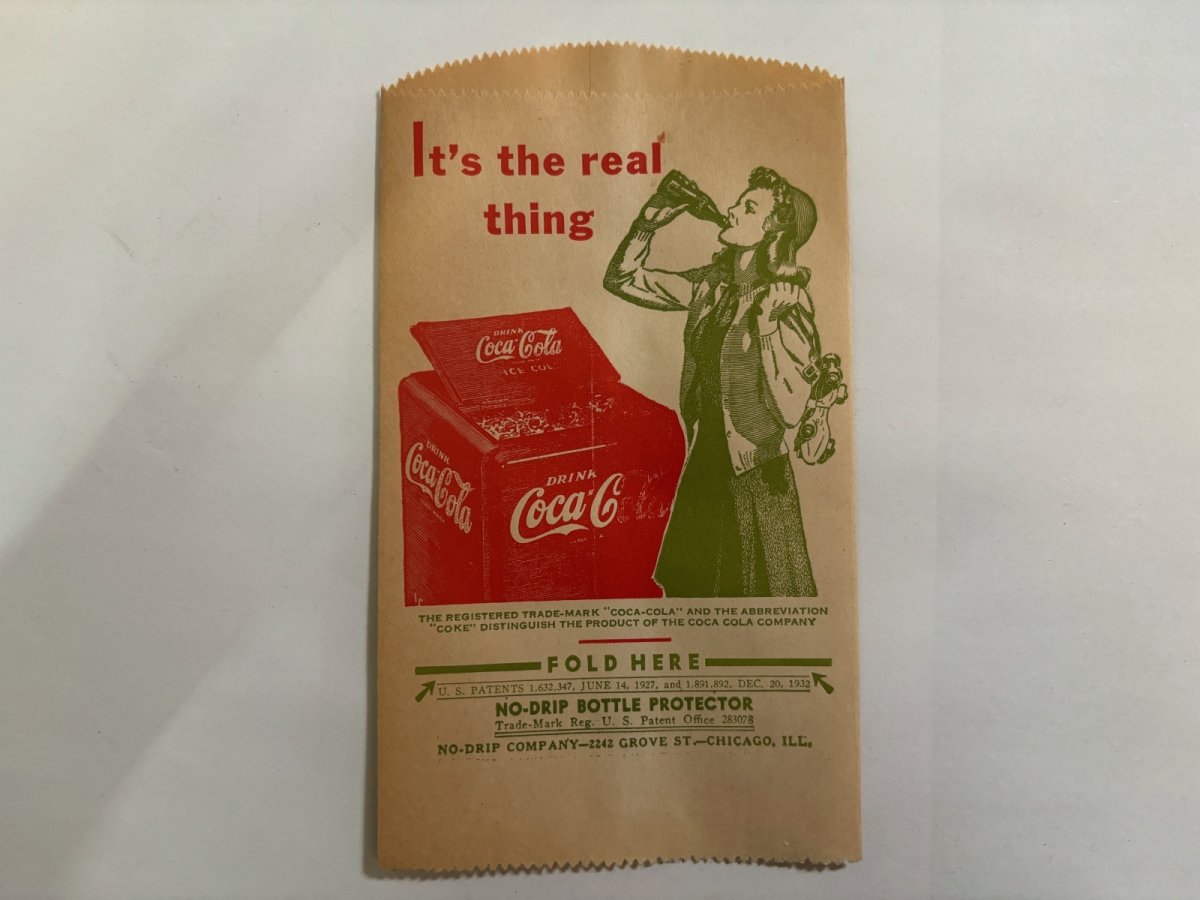 It's the real
thing
DRINK
Coca-Cola
ICE COL
DRINK
Coca-Cola
DRINK
Coca-Cola
THE REGISTERED TRADE-MARK "COCA-COLA" AND THE ABBREVIATION
"COKE" DISTINGUISH THE PRODUCT OF THE COCA COLA COMPANY
FOLD HERE
U. S. PATENTS 1,632,347, JUNE 14, 1927, and 1,891,892, DEC. 20, 1932
NO-DRIP BOTTLE PROTECTOR
Trade-Mark Reg. U. S. Patent Office 283078
NO-DRIP COMPANY—2242 GROVE ST.—CHICAGO, ILL.